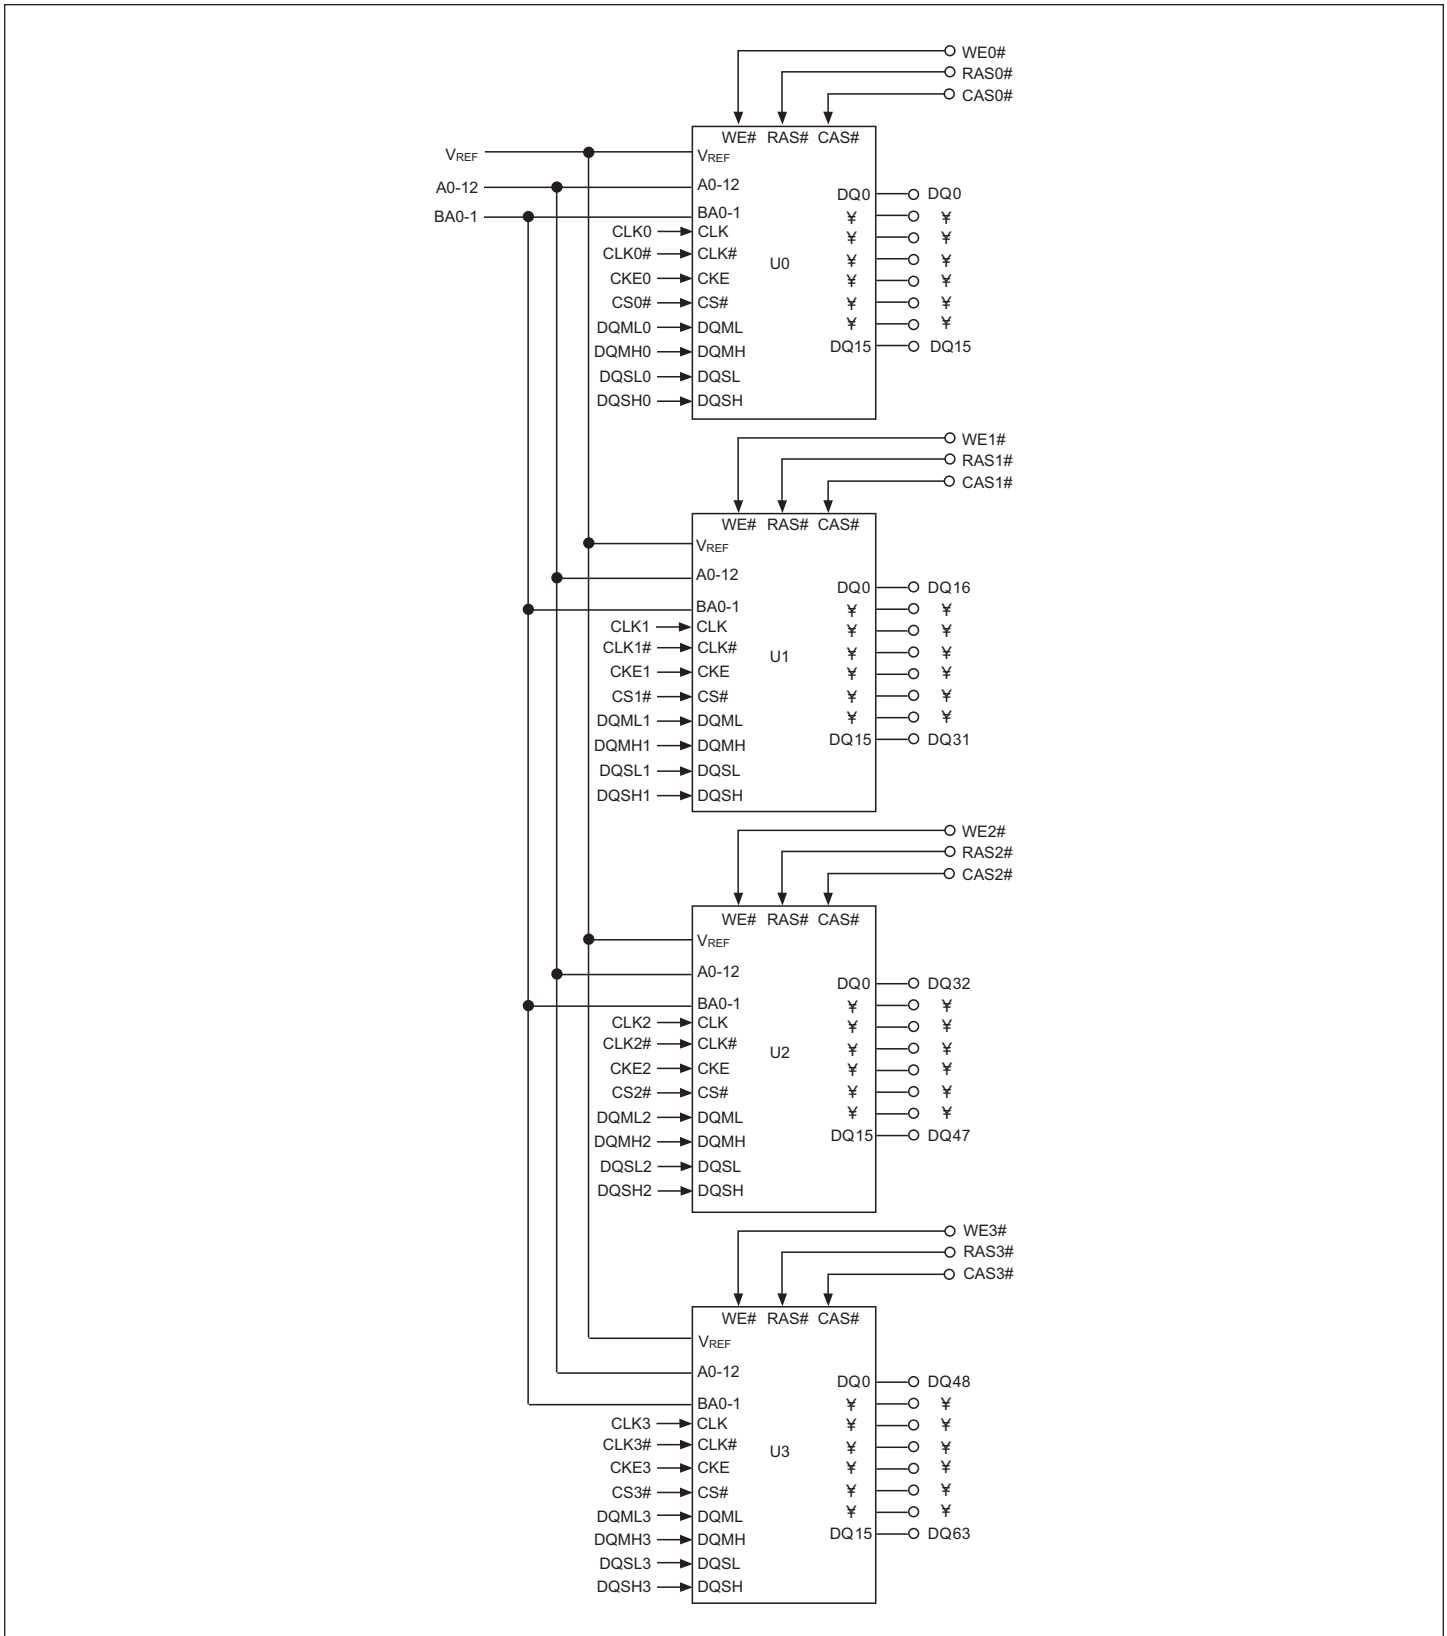 WE0#
RAS0#
CAS0#
WE# RAS# CAS#
VREF VREF
A0-12 A0-12
DQ0 DQ0
BA0-1 BA0-1
¥ ¥
CLK0 CLK
¥ ¥
CLK0# CLK#
U0
¥ ¥
CKE0 CKE
¥ ¥
CS0# CS#
¥ ¥
DQML0 DQML
¥ ¥
DQMH0 DQMH
DQ15 DQ15
DQSL0 DQSL
DQSH0 DQSH
WE1#
RAS1#
CAS1#
WE# RAS# CAS#
VREF
A0-12
DQ0 DQ16
BA0-1
¥ ¥
CLK1 CLK
¥ ¥
CLK1# CLK#
U1
¥ ¥
CKE1 CKE
¥ ¥
CS1# CS#
¥ ¥
DQML1 DQML
¥ ¥
DQMH1 DQMH
DQ15 DQ31
DQSL1 DQSL
DQSH1 DQSH
WE2#
RAS2#
CAS2#
WE# RAS# CAS#
VREF
A0-12
DQ0 DQ32
BA0-1
¥ ¥
CLK2 CLK
¥ ¥
CLK2# CLK#
U2
¥ ¥
CKE2 CKE
¥ ¥
CS2# CS#
¥ ¥
DQML2 DQML
¥ ¥
DQMH2 DQMH
DQ15 DQ47
DQSL2 DQSL
DQSH2 DQSH
WE3#
RAS3#
CAS3#
WE# RAS# CAS#
VREF
A0-12
DQ0 DQ48
BA0-1
¥ ¥
CLK3 CLK
¥ ¥
CLK3# CLK#
U3
¥ ¥
CKE3 CKE
¥ ¥
CS3# CS#
¥ ¥
DQML3 DQML
¥ ¥
DQMH3 DQMH
DQ15 DQ63
DQSL3 DQSL
DQSH3 DQSH